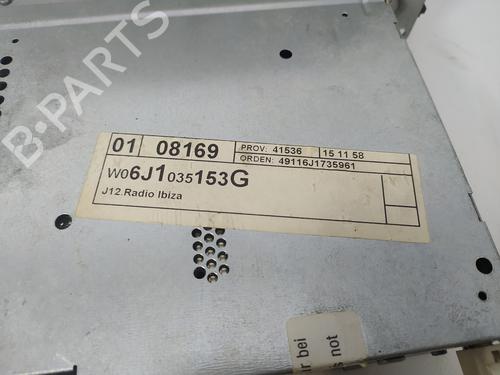 B-PARTS
01 08169 PROV: 41536 15 11 58
ORDEN: 49116J1735961
W06J1035153G
J12.Radio Ibiza
bei
not